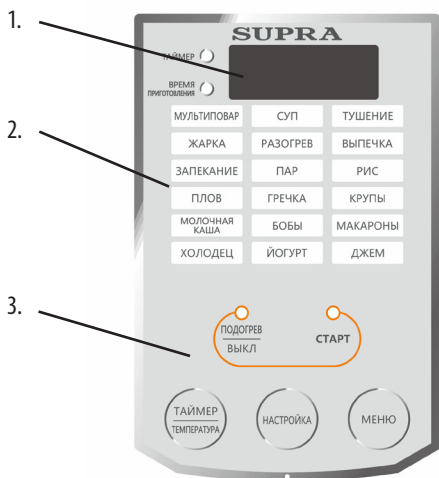 1.
SUPRA
ТАЙМЕР
ВРЕМЯ
ПРИГОТОВЛЕНИЯ
2.
МУЛЬТИПОВАР СУП ТУШЕНИЕ
ЖАРКА РАЗОГРЕВ ВЫПЕЧКА
ЗАПЕКАНИЕ ПАР РИС
ПЛОВ ГРЕЧКА КРУПЫ
МОЛОЧНАЯ
КАША БОБЫ МАКАРОНЫ
ХОЛОДЕЦ ЙОГУРТ ДЖЕМ
3.
ПОДОГРЕВ
ВЫКЛ
СТАРТ
ТАЙМЕР
ТЕМПЕРАТУРА
НАСТРОЙКА
МЕНЮ